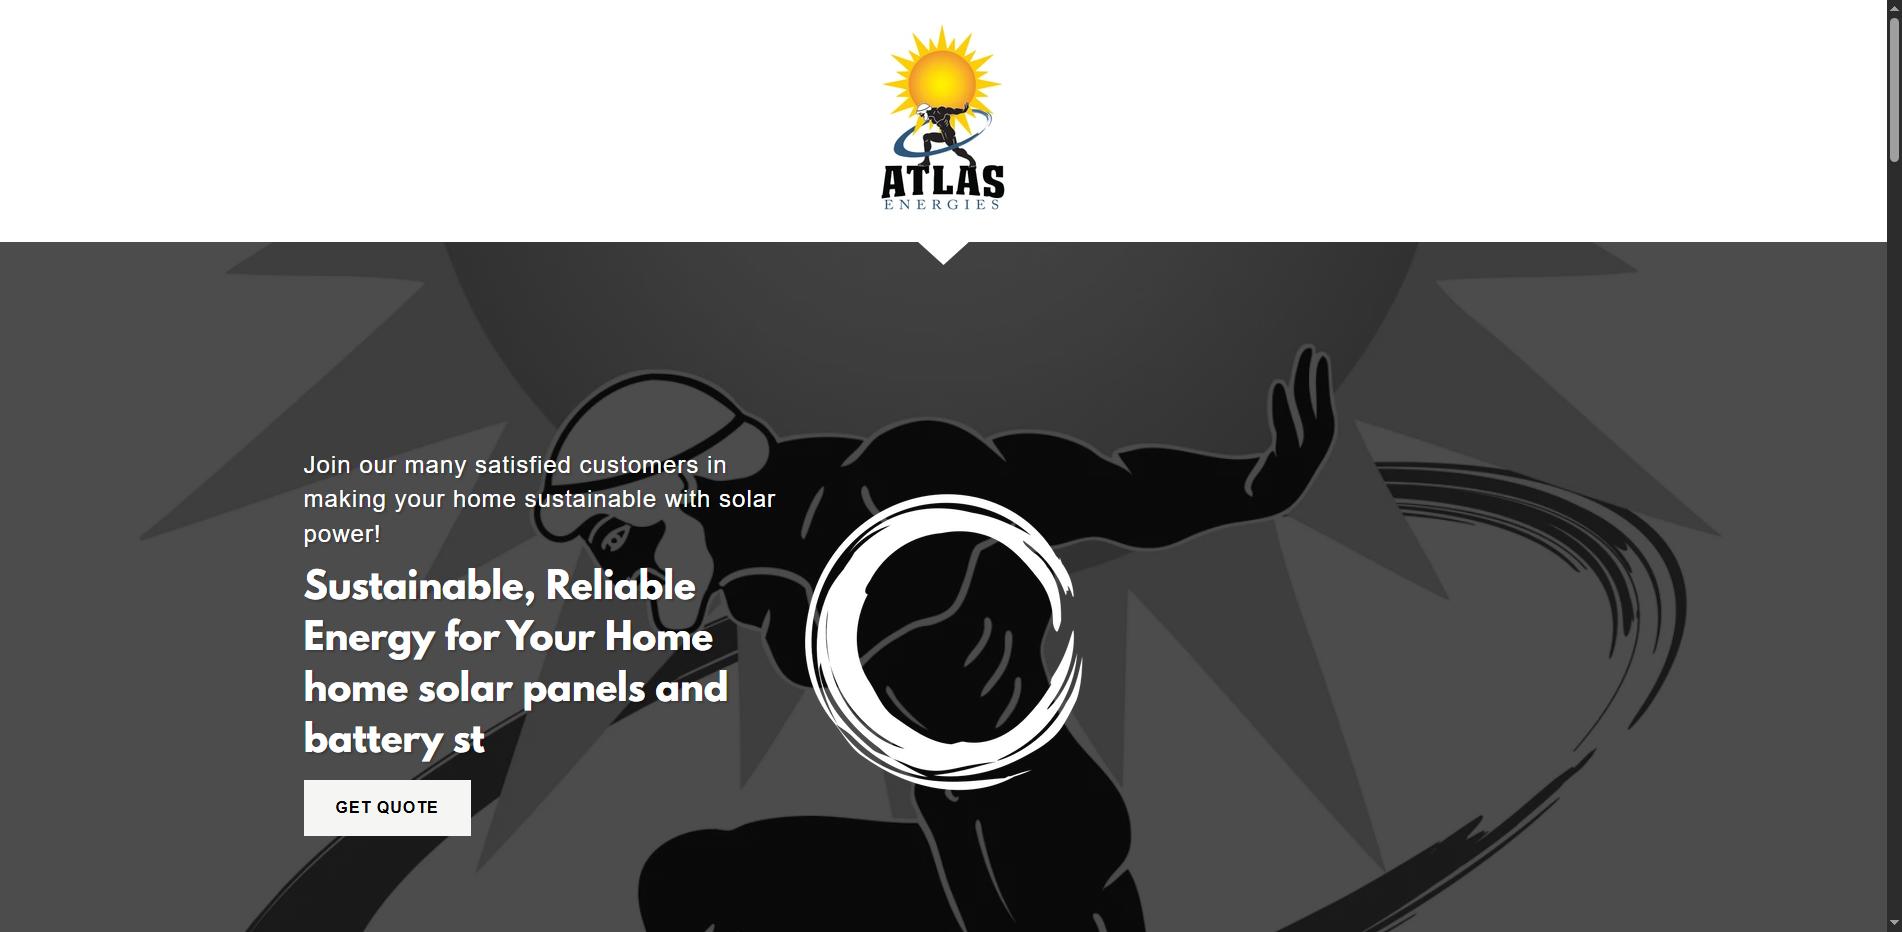 ATLAS
ENERGIES
Join our many satisfied customers in
making your home sustainable with solar
power!
Sustainable, Reliable
Energy for Your Home
home solar panels and
battery st
GET QUOTE